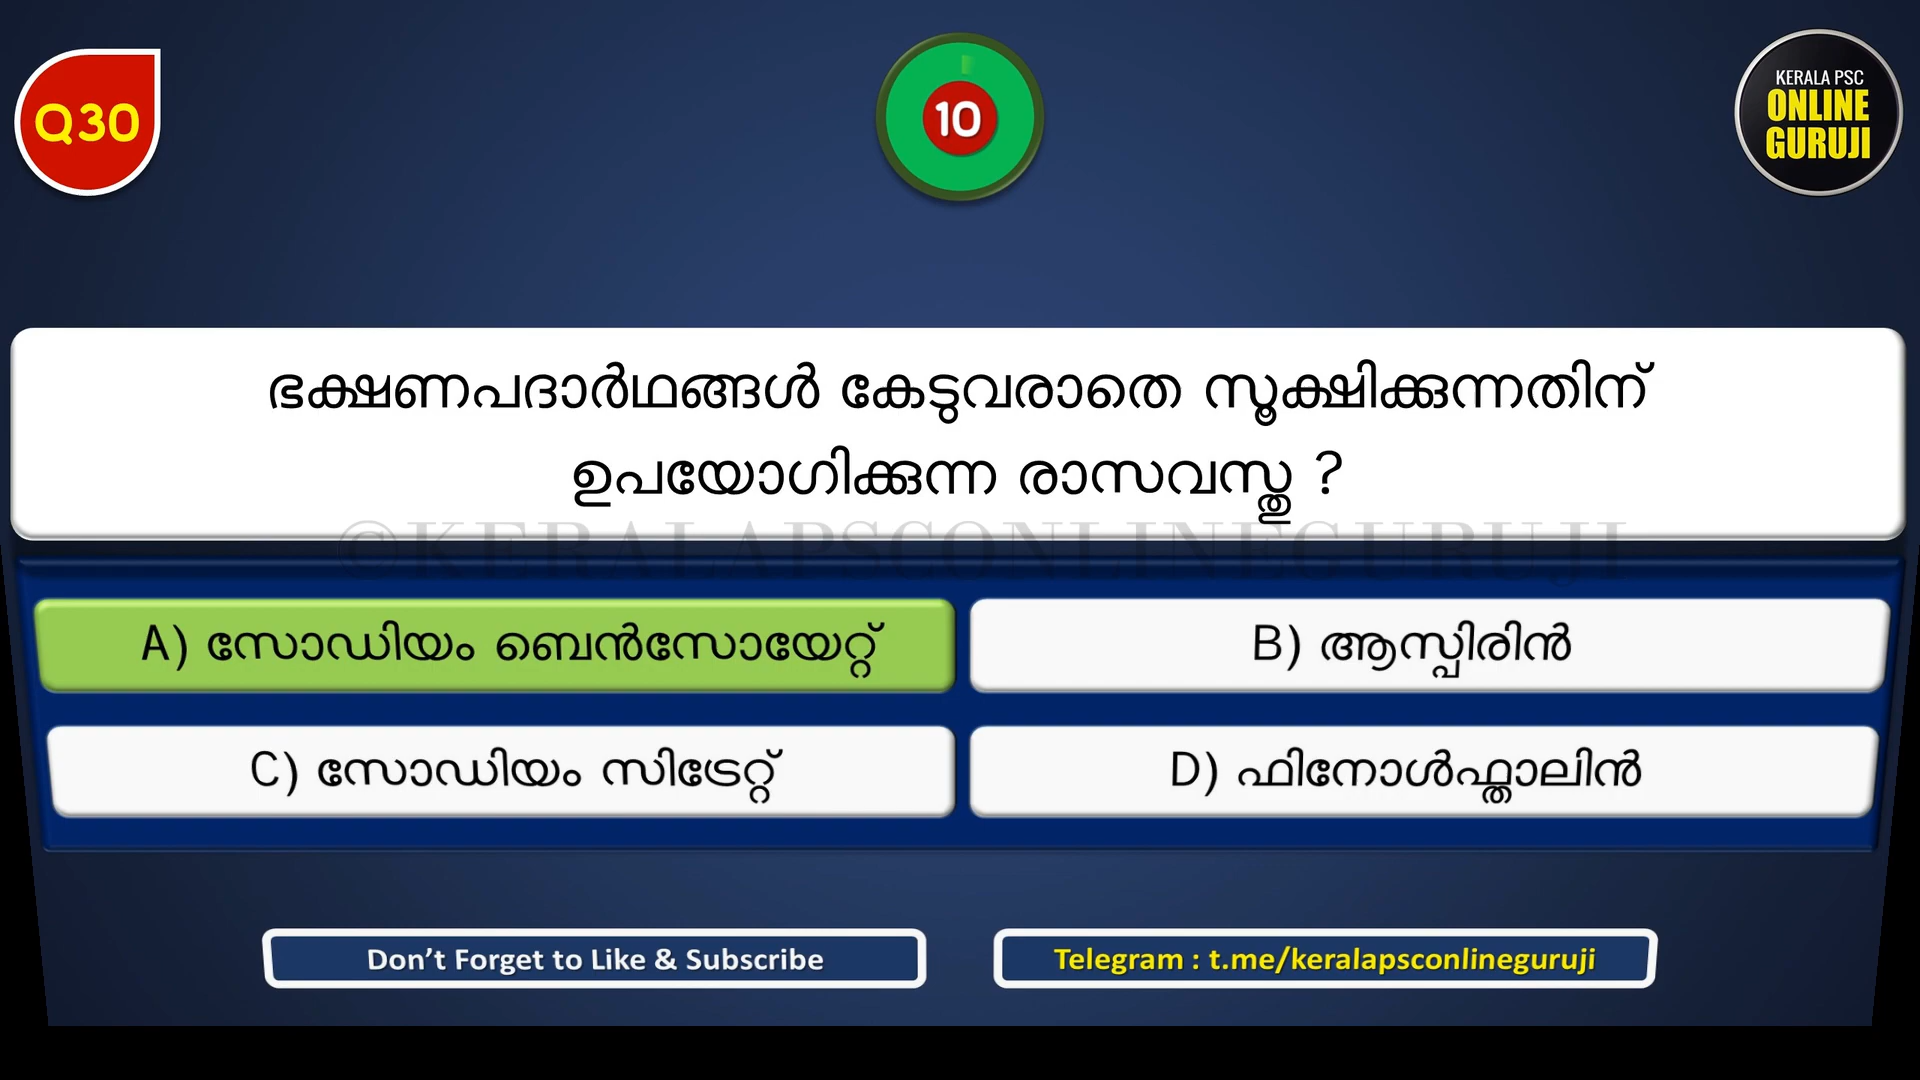 Q30
10
KERALA PSC
ONLINE
GURUJI
ഭക്ഷണപദാർഥങ്ങൾ കേടുവരാതെ സൂക്ഷിക്കുന്നതിന്
ഉപയോഗിക്കുന്ന രാസവസ്തു ?
©KERALAPSCONLINEGURUJI
A) സോഡിയം ബെൻസോയേറ്റ്
B) ആസ്പിരിൻ
C) സോഡിയം സിട്രേറ്റ്
D) ഫിനോൾഫ്താലിൻ
Don’t Forget to Like & Subscribe
Telegram : t.me/keralapsconlineguruji